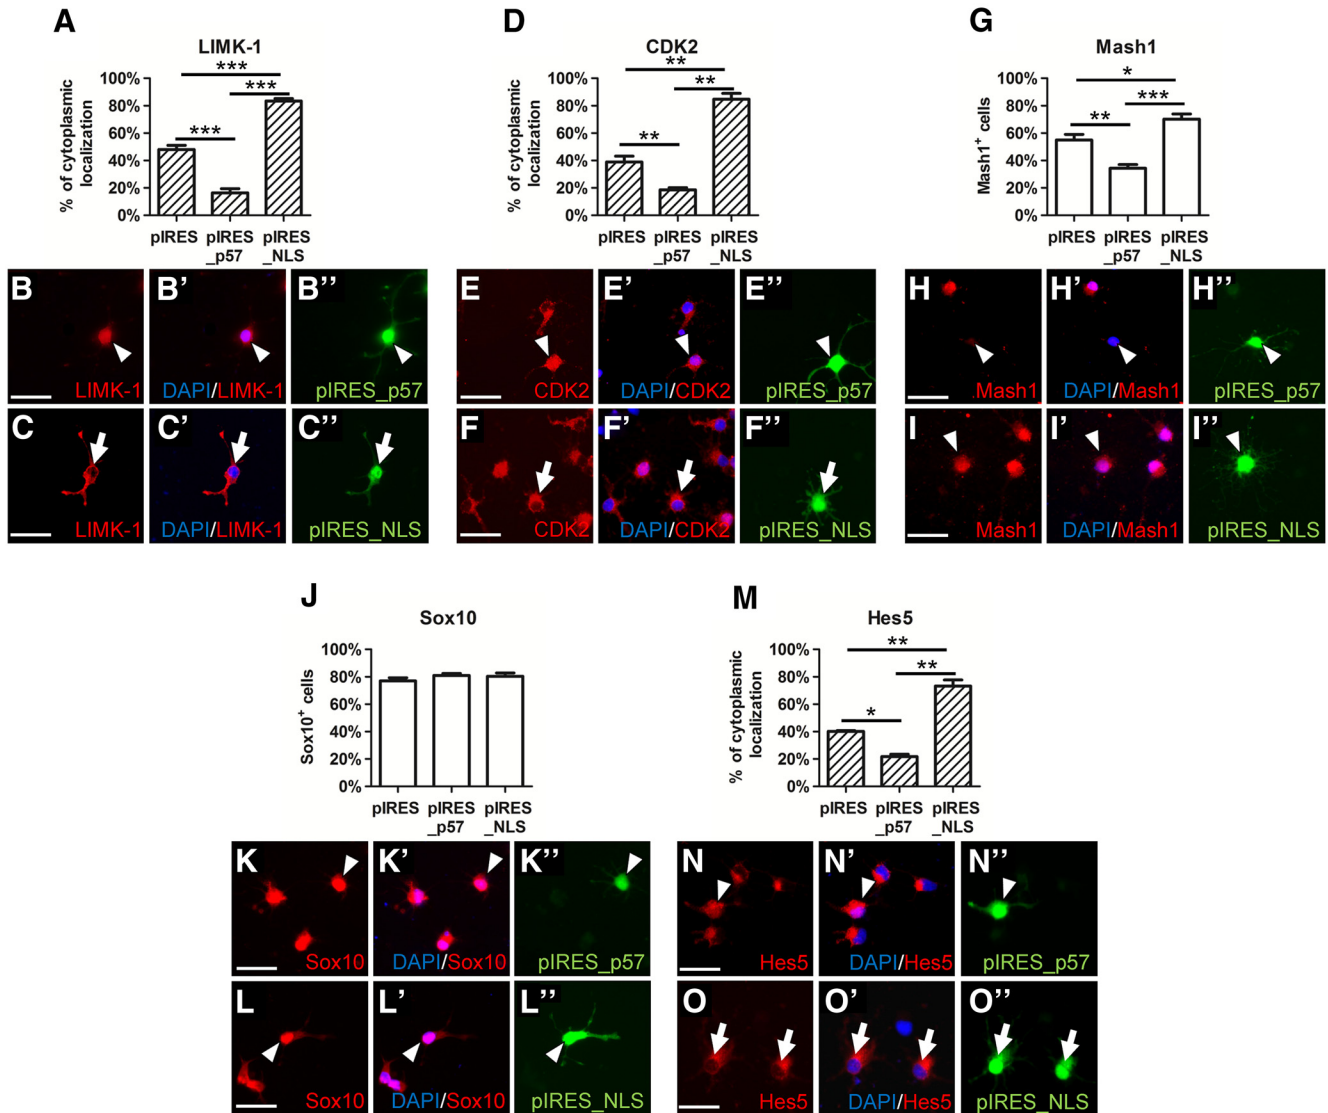 A
LIMK-1
% of cytoplasmic
localization
100%
80%
60%
40%
20%
0%
***
***
***
pIRES
pIRES
_p57
pIRES
_NLS
D
CDK2
% of cytoplasmic
localization
100%
80%
60%
40%
20%
0%
**
**
**
pIRES
pIRES
_p57
pIRES
_NLS
G
Mash1
Mash1+ cells
100%
80%
60%
40%
20%
0%
*
***
**
pIRES
pIRES
_p57
pIRES
_NLS
B
LIMK-1
B’
DAPI/LIMK-1
B’’
pIRES_p57
E
CDK2
E’
DAPI/CDK2
E’’
pIRES_p57
H
Mash1
H’
DAPI/Mash1
H’’
pIRES_p57
C
LIMK-1
C’
DAPI/LIMK-1
C’’
pIRES_NLS
F
CDK2
F’
DAPI/CDK2
F’’
pIRES_NLS
I
Mash1
I’
DAPI/Mash1
I’’
pIRES_NLS
J
Sox10
Sox10+ cells
100%
80%
60%
40%
20%
0%
pIRES
pIRES
_p57
pIRES
_NLS
M
Hes5
% of cytoplasmic
localization
100%
80%
60%
40%
20%
0%
**
**
*
pIRES
pIRES
_p57
pIRES
_NLS
K
Sox10
K’
DAPI/Sox10
K’’
pIRES_p57
N
Hes5
N’
DAPI/Hes5
N’’
pIRES_p57
L
Sox10
L’
DAPI/Sox10
L’’
pIRES_NLS
O
Hes5
O’
DAPI/Hes5
O’’
pIRES_NLS